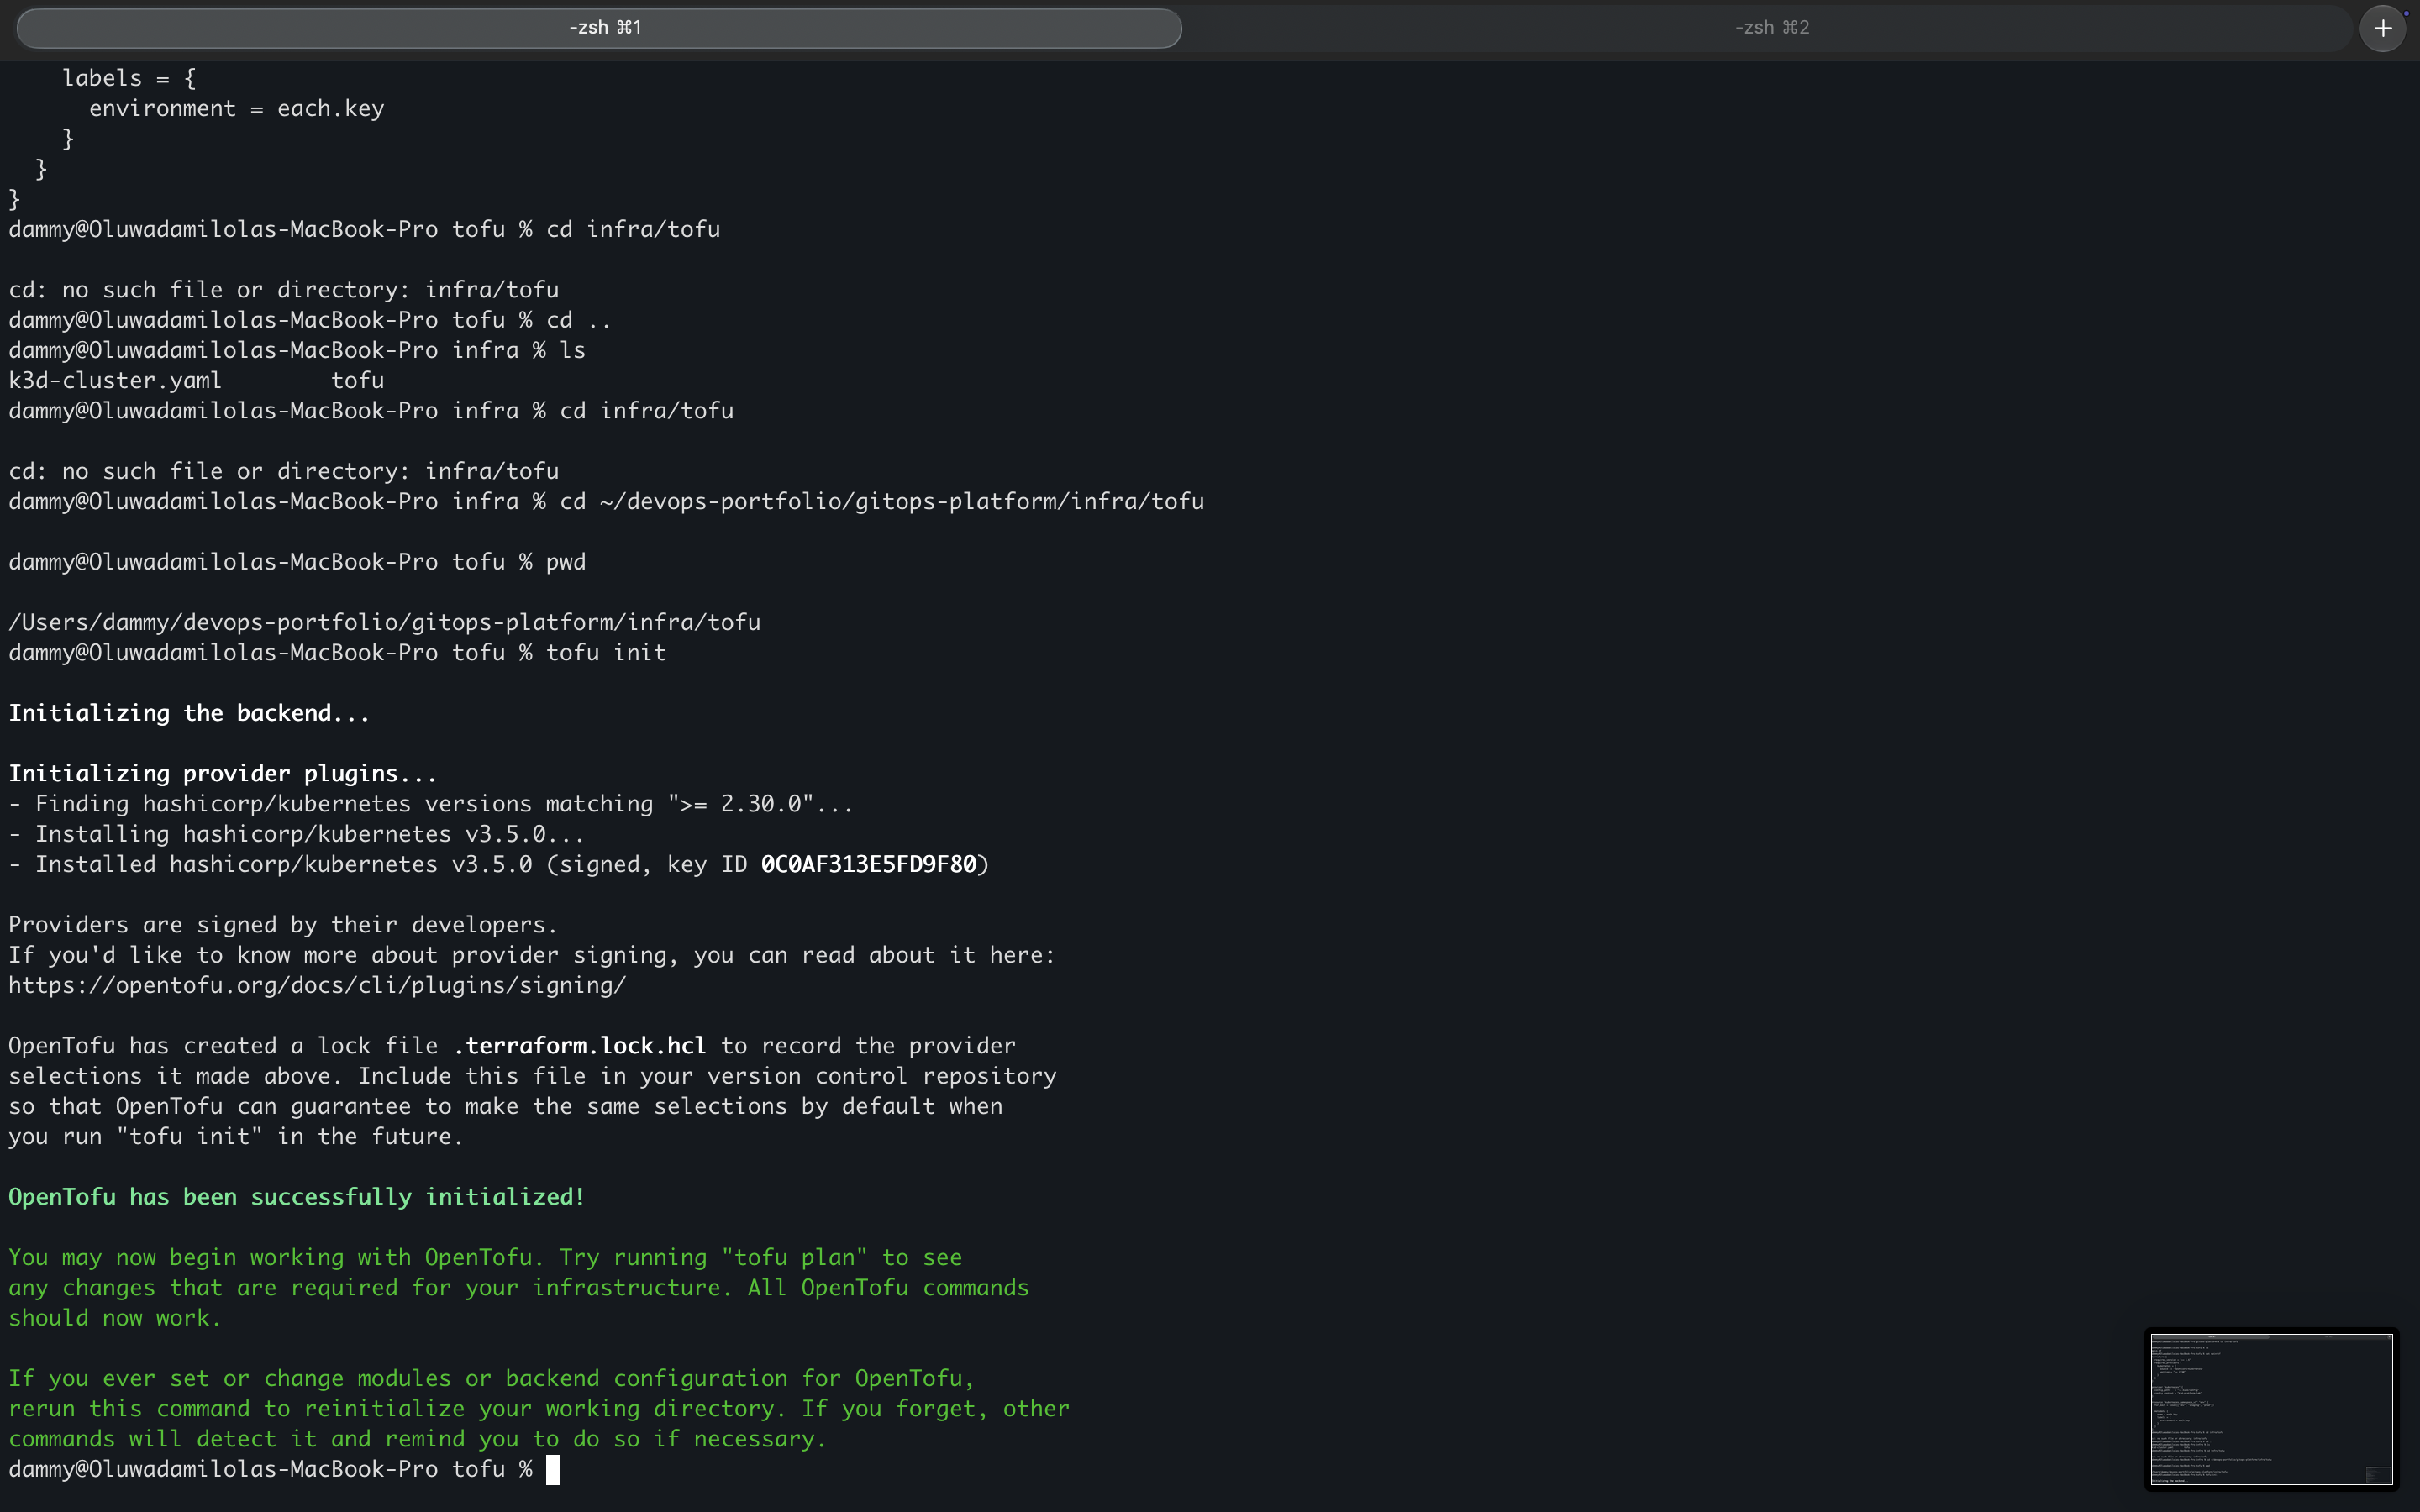 -zsh ⌘1
-zsh ⌘2
labels = {
environment = each.key
}
}
}
dammy@Oluwadamilolas-MacBook-Pro tofu % cd infra/tofu
cd: no such file or directory: infra/tofu
dammy@Oluwadamilolas-MacBook-Pro tofu % cd ..
dammy@Oluwadamilolas-MacBook-Pro infra % ls
k3d-cluster.yaml tofu
dammy@Oluwadamilolas-MacBook-Pro infra % cd infra/tofu
cd: no such file or directory: infra/tofu
dammy@Oluwadamilolas-MacBook-Pro infra % cd ~/devops-portfolio/gitops-platform/infra/tofu
dammy@Oluwadamilolas-MacBook-Pro tofu % pwd
/Users/dammy/devops-portfolio/gitops-platform/infra/tofu
dammy@Oluwadamilolas-MacBook-Pro tofu % tofu init
Initializing the backend...
Initializing provider plugins...
- Finding hashicorp/kubernetes versions matching ">= 2.30.0"...
- Installing hashicorp/kubernetes v3.5.0...
- Installed hashicorp/kubernetes v3.5.0 (signed, key ID 0C0AF313E5FD9F80)
Providers are signed by their developers.
If you'd like to know more about provider signing, you can read about it here:
https://opentofu.org/docs/cli/plugins/signing/
OpenTofu has created a lock file .terraform.lock.hcl to record the provider
selections it made above. Include this file in your version control repository
so that OpenTofu can guarantee to make the same selections by default when
you run "tofu init" in the future.
OpenTofu has been successfully initialized!
You may now begin working with OpenTofu. Try running "tofu plan" to see
any changes that are required for your infrastructure. All OpenTofu commands
should now work.
If you ever set or change modules or backend configuration for OpenTofu,
rerun this command to reinitialize your working directory. If you forget, other
commands will detect it and remind you to do so if necessary.
dammy@Oluwadamilolas-MacBook-Pro tofu %